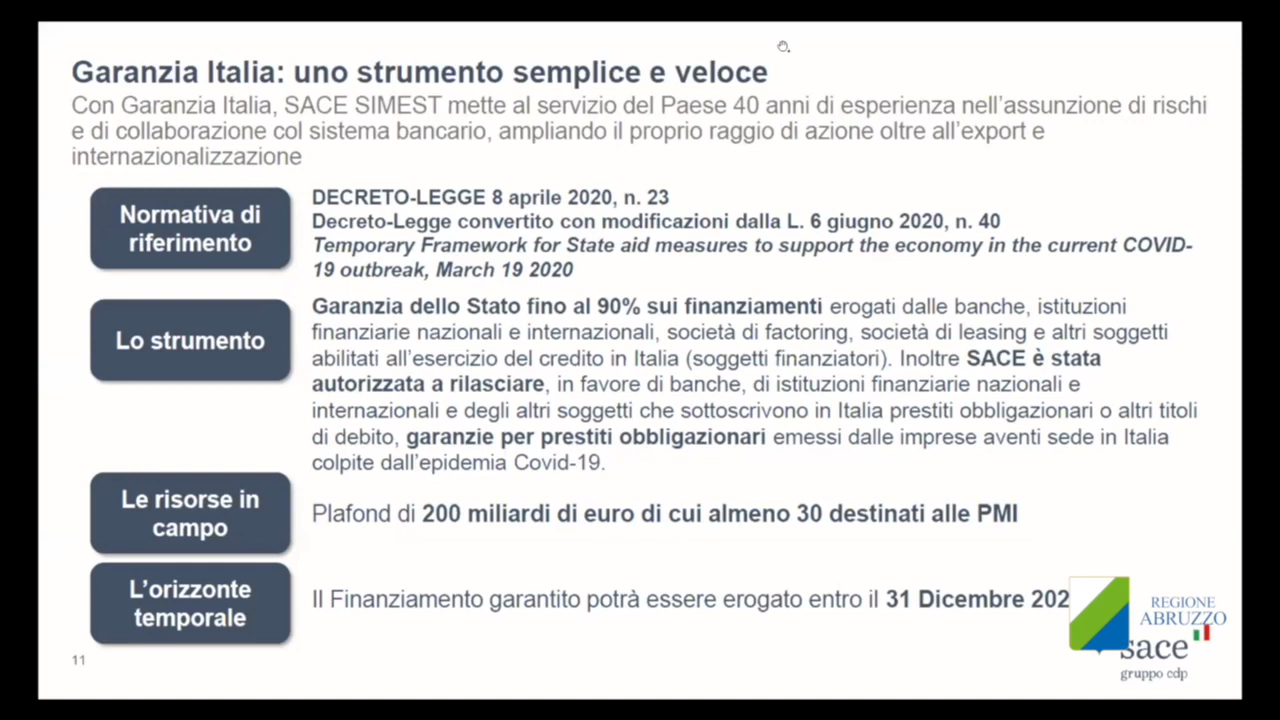 Garanzia Italia: uno strumento semplice e veloce
Con Garanzia Italia, SACE SIMEST mette al servizio del Paese 40 anni di esperienza nell'assunzione di rischi
e di collaborazione col sistema bancario, ampliando il proprio raggio di azione oltre all'export e
internazionalizzazione
Normativa di
riferimento
DECRETO-LEGGE 8 aprile 2020, n. 23
Decreto-Legge convertito con modificazioni dalla L. 6 giugno 2020, n. 40
Temporary Framework for State aid measures to support the economy in the current COVID-
19 outbreak, March 19 2020
Lo strumento
Garanzia dello Stato fino al 90% sui finanziamenti erogati dalle banche, istituzioni
finanziarie nazionali e internazionali, società di factoring, società di leasing e altri soggetti
abilitati all'esercizio del credito in Italia (soggetti finanziatori). Inoltre SACE è stata
autorizzata a rilasciare, in favore di banche, di istituzioni finanziarie nazionali e
internazionali e degli altri soggetti che sottoscrivono in Italia prestiti obbligazionari o altri titoli
di debito, garanzie per prestiti obbligazionari emessi dalle imprese aventi sede in Italia
colpite dall'epidemia Covid-19.
Le risorse in
campo
Plafond di 200 miliardi di euro di cui almeno 30 destinati alle PMI
L'orizzonte
temporale
Il Finanziamento garantito potrà essere erogato entro il 31 Dicembre 202
REGIONE
ABRUZZO
sace
gruppo cdp
11